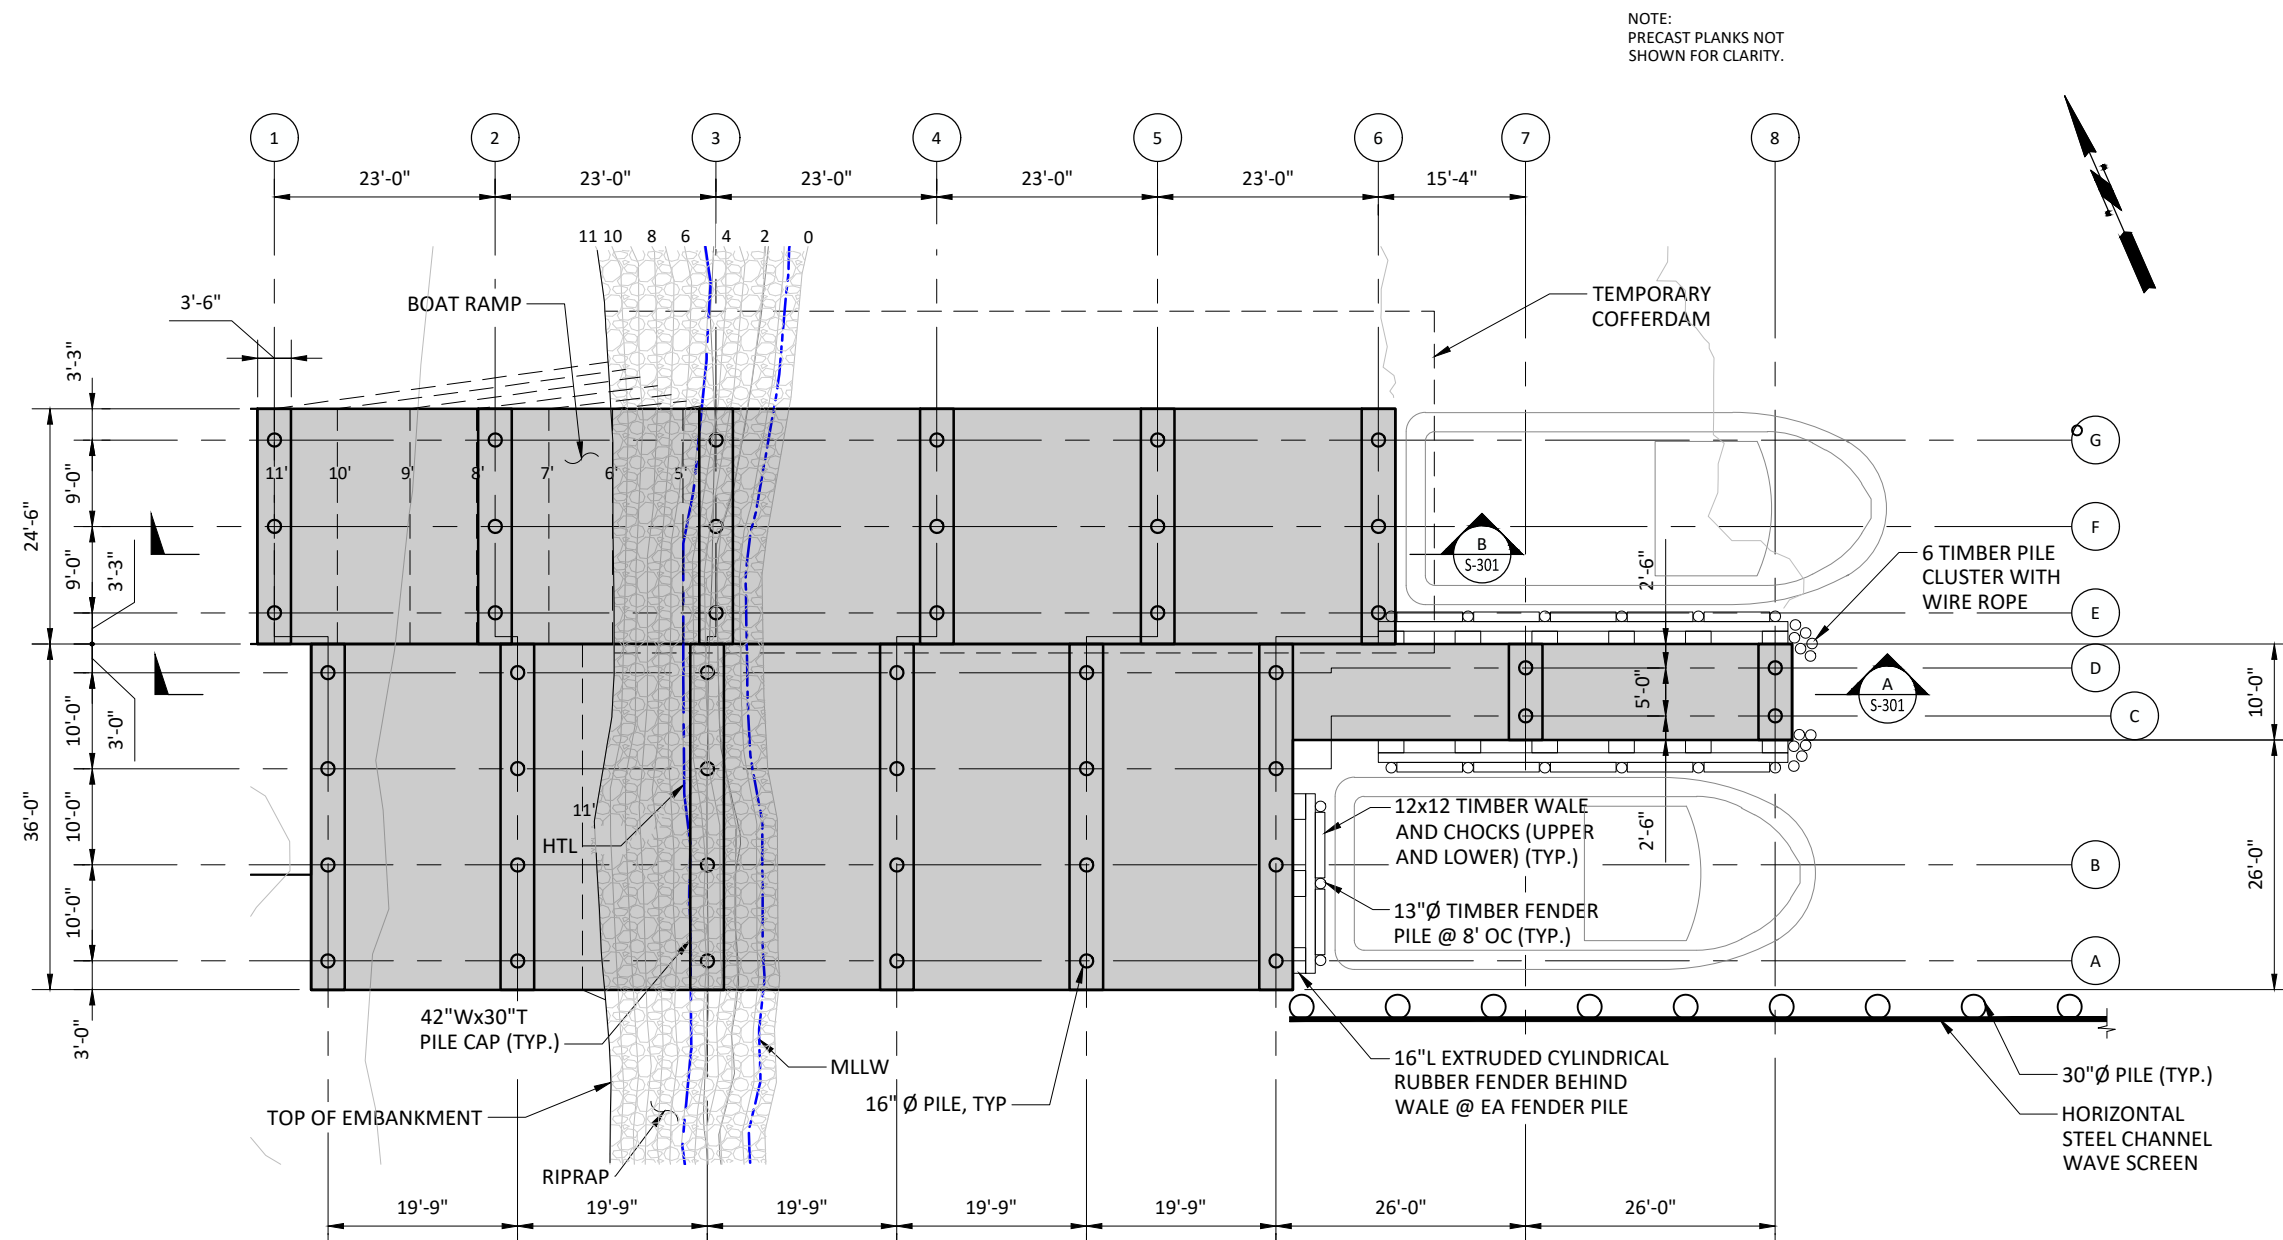 NOTE:
PRECAST PLANKS NOT
SHOWN FOR CLARITY.
1
2
3
4
5
6
7
8
23'-0"
23'-0"
23'-0"
23'-0"
23'-0"
15'-4"
11 10 8 6 4 2 0
3'-6"
BOAT RAMP
TEMPORARY
COFFERDAM
3'-3"
9'-0"
9'-0"
3'-3"
24'-6"
11'
10'
9'
8'
7'
6'
5'
G
F
E
D
C
B
A
B
S-301
2'-6"
6 TIMBER PILE
CLUSTER WITH
WIRE ROPE
5'-0"
A
S-301
10'-0"
10'-0"
3'-0"
10'-0"
10'-0"
36'-0"
3'-0"
11'
HTL
12x12 TIMBER WALE
AND CHOCKS (UPPER
AND LOWER) (TYP.)
2'-6"
26'-0"
13"Ø TIMBER FENDER
PILE @ 8' OC (TYP.)
42"Wx30"T
PILE CAP (TYP.)
MLLW
16" Ø PILE, TYP
16"L EXTRUDED CYLINDRICAL
RUBBER FENDER BEHIND
WALE @ EA FENDER PILE
30"Ø PILE (TYP.)
HORIZONTAL
STEEL CHANNEL
WAVE SCREEN
TOP OF EMBANKMENT
RIPRAP
19'-9"
19'-9"
19'-9"
19'-9"
19'-9"
26'-0"
26'-0"